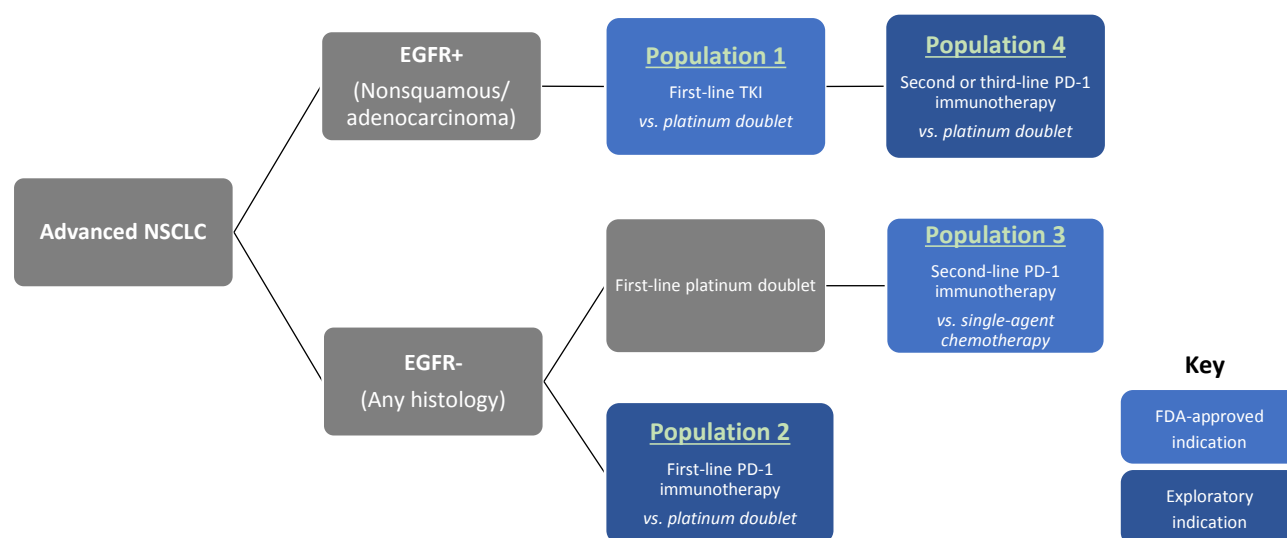 EGFR+
(Nonsquamous/
adenocarcinoma)
Population 1
First-line TKI
vs. platinum doublet
Population 4
Second or third-line PD-1
immunotherapy
vs. platinum doublet
Advanced NSCLC
First-line platinum doublet
Population 3
Second-line PD-1
immunotherapy
vs. single-agent
chemotherapy
EGFR-
(Any histology)
Population 2
First-line PD-1
immunotherapy
vs. platinum doublet
Key
FDA-approved
indication
Exploratory
indication